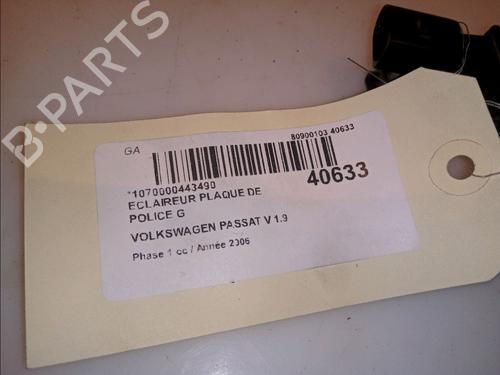 B-PARTS
GA
80900103 40633
*1070000443490
40633
ECLAIREUR PLAQUE DE
POLICE G
VOLKSWAGEN PASSAT V 1.9
Phase 1 cc / Année 2006